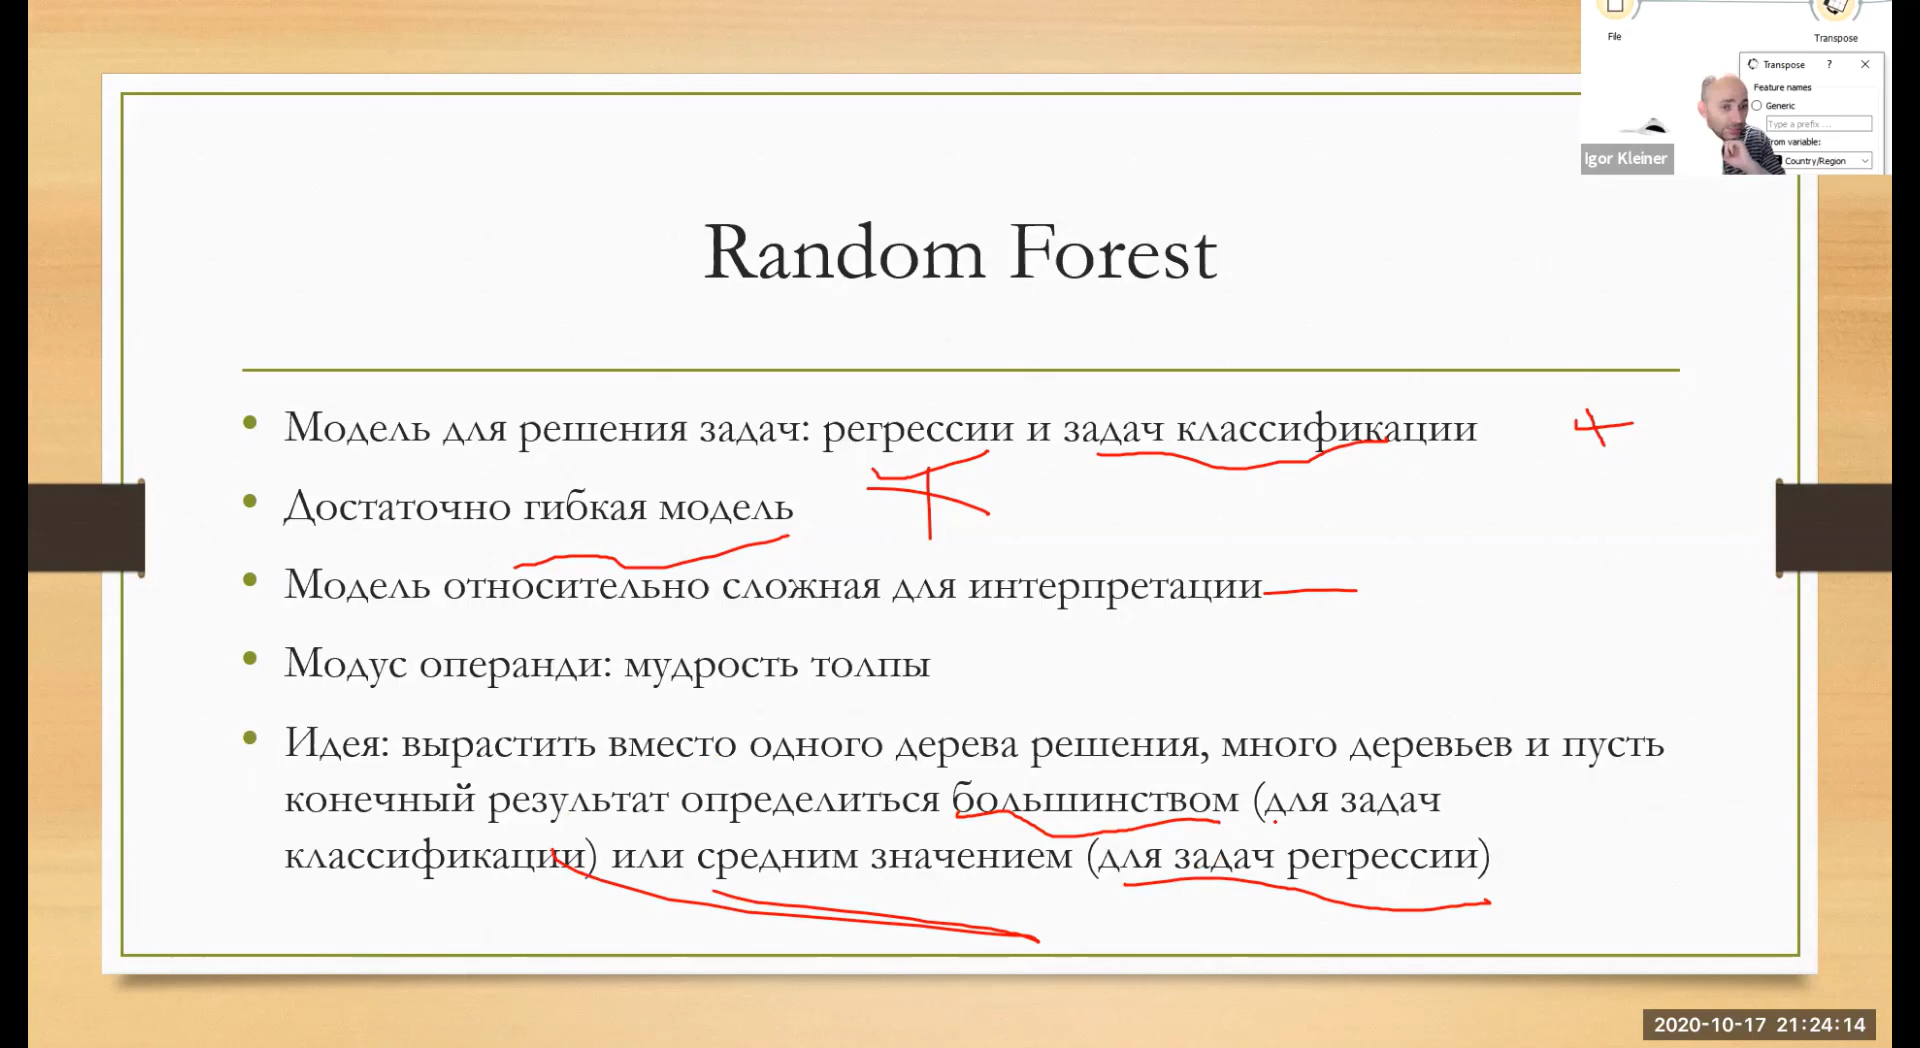 File
Transpose
Transpose ? 
Feature names
Generic
Type a prefix ...
From variable:
Country/Region
Igor Kleiner
Random Forest
Модель для решения задач: регрессии и задач классификации
Достаточно гибкая модель
Модель относительно сложная для интерпретации
Модус операнди: мудрость толпы
Идея: вырастить вместо одного дерева решения, много деревьев и пусть
конечный результат определиться большинством (для задач
классификации) или средним значением (для задач регрессии)
2020-10-17 21:24:14